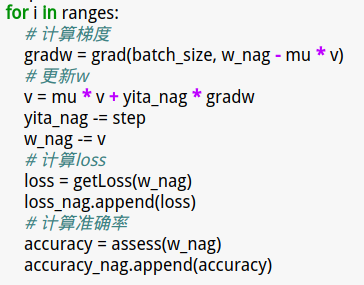 for i in ranges:
    # 计算梯度
    gradw = grad(batch_size, w_nag - mu * v)
    # 更新w
    v = mu * v + yita_nag * gradw
    yita_nag -= step
    w_nag -= v
    # 计算loss
    loss = getLoss(w_nag)
    loss_nag.append(loss)
    # 计算准确率
    accuracy = assess(w_nag)
    accuracy_nag.append(accuracy)